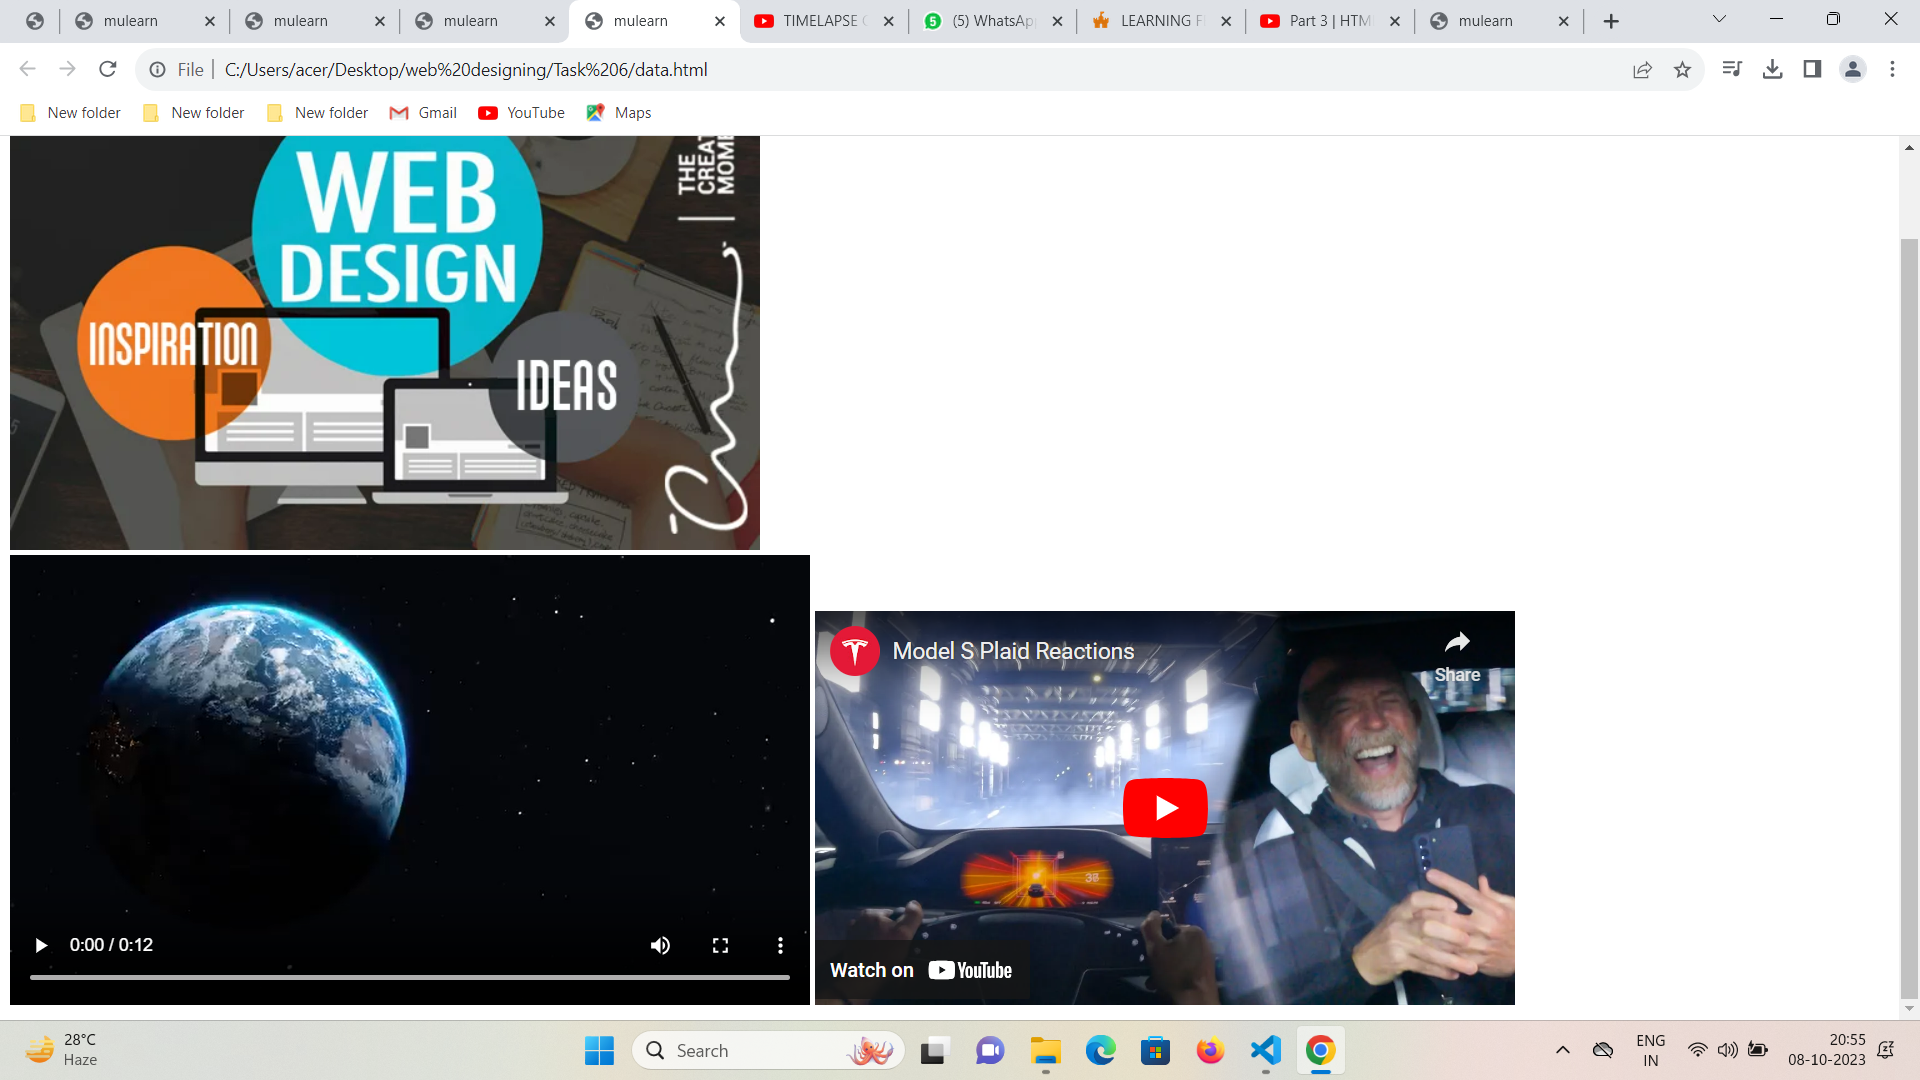 mulearn
mulearn
mulearn
mulearn
TIMELAPSE
(5) WhatsApp
LEARNING F
Part 3 | HTM
mulearn
File
C:/Users/acer/Desktop/web%20designing/Task%206/data.html
New folder
New folder
New folder
Gmail
YouTube
Maps
THE
CREAT
MOME
WEB
DESIGN
INSPIRATION
IDEAS
Model S Plaid Reactions
Share
0:00 / 0:12
Watch on YouTube
28°C
Haze
Search
ENG
IN
20:55
08-10-2023